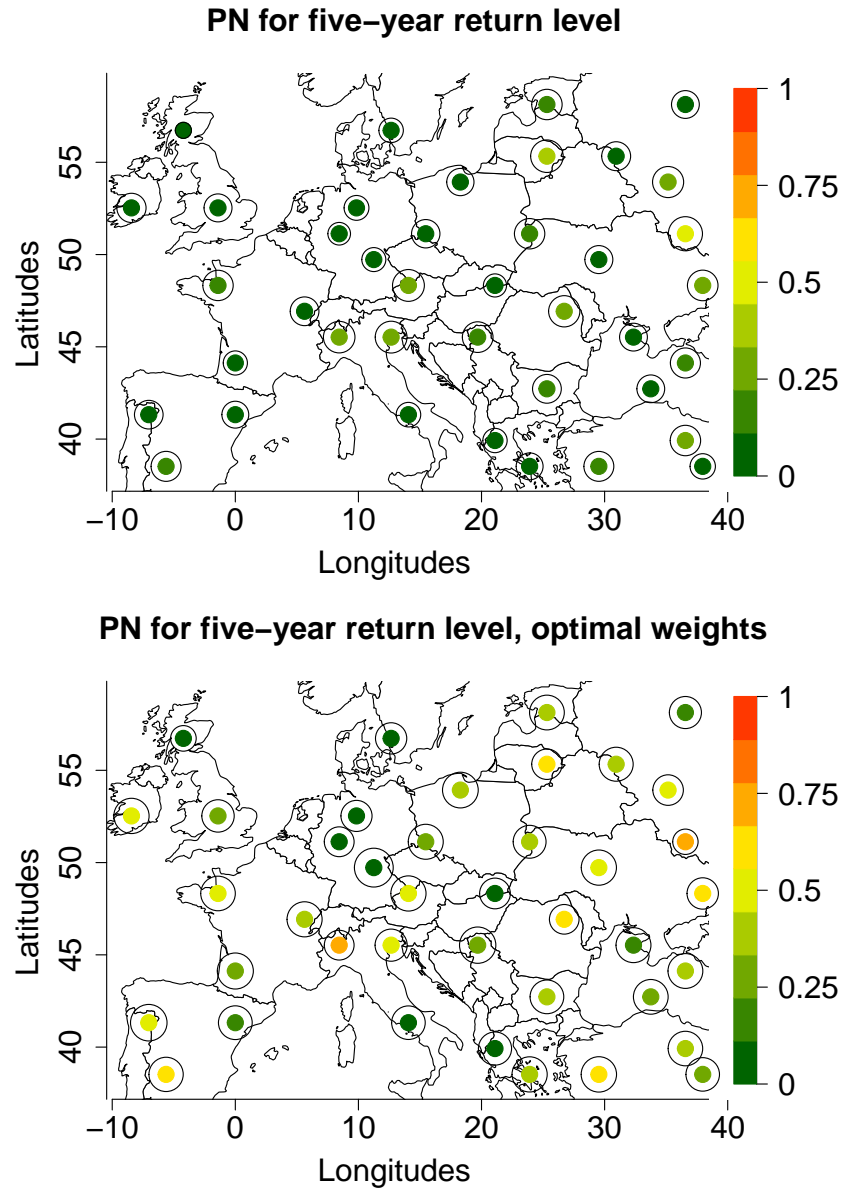 PN for five−year return level
Latitudes
55
50
45
40
−10 0 10 20 30 40
Longitudes
1
0.75
0.5
0.25
0
PN for five−year return level, optimal weights
Latitudes
55
50
45
40
−10 0 10 20 30 40
Longitudes
1
0.75
0.5
0.25
0